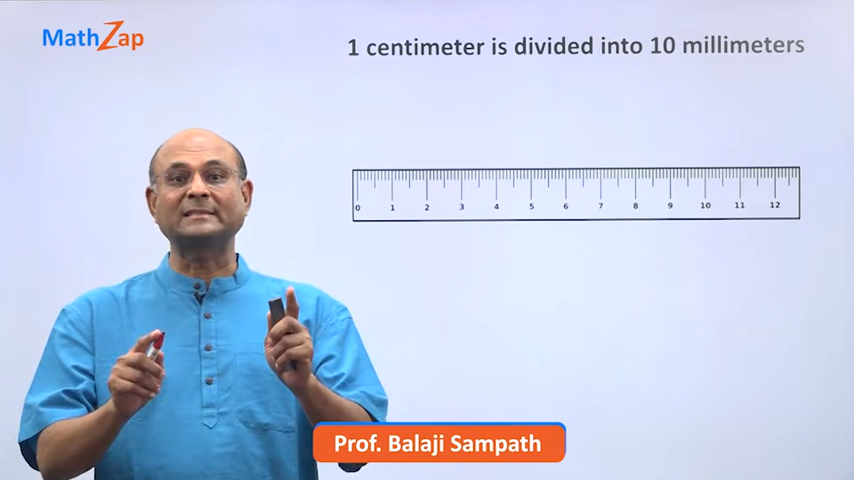 MathZap
1 centimeter is divided into 10 millimeters
0 1 2 3 4 5 6 7 8 9 10 11 12
Prof. Balaji Sampath